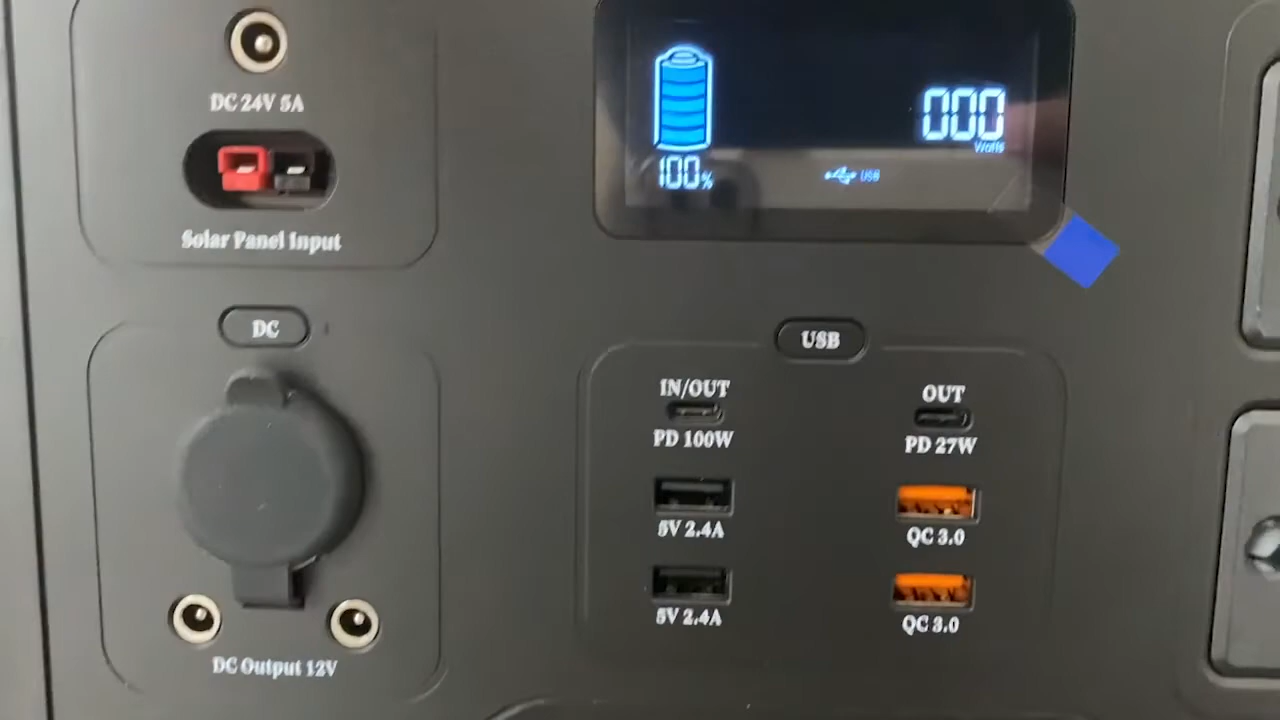 DC 24V 5A
Solar Panel Input
100%
000
Watts
USB
DC
DC Output 12V
USB
IN/OUT
PD 100W
OUT
PD 27W
5V 2.4A
QC 3.0
5V 2.4A
QC 3.0